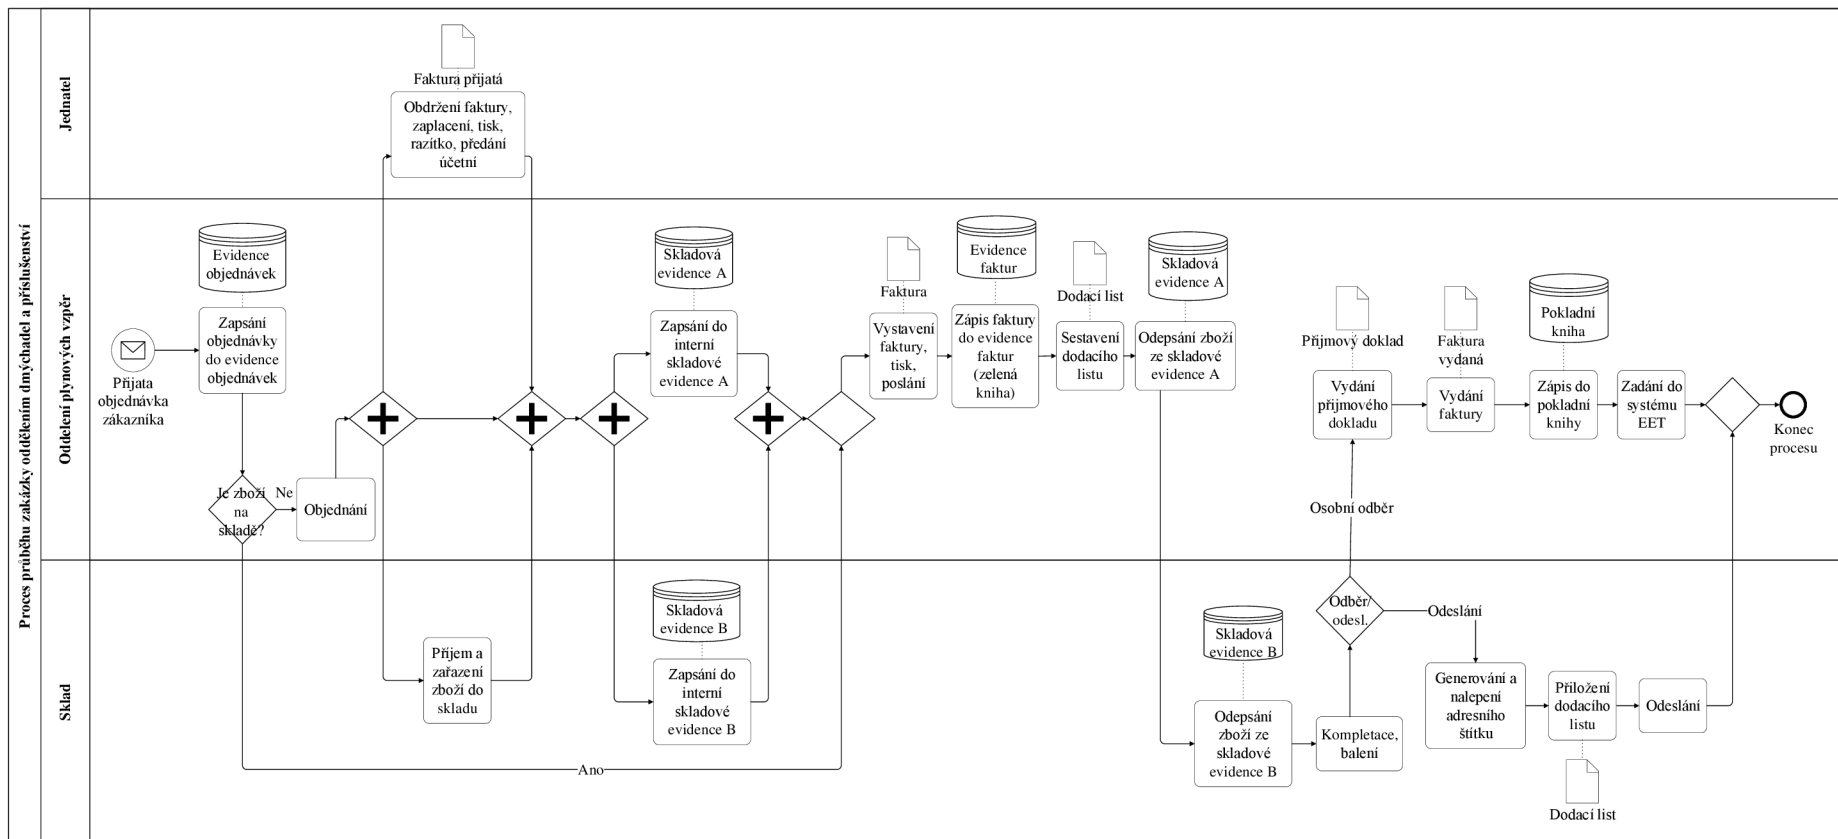 Proces průběhu zakázky oddělením dmýchadel a příslušenství
Jednatel
Faktura přijatá
Obdržení faktury,
zaplacení, tisk,
razítko, předání
účetní
Oddelení plynových vzpěr
Přijata
objednávka
zákazníka
Evidence
objednávek
Zapsání
objednávky
do evidence
objednávek
Je zboží
na
skladě?
Ne
Objednání
Skladová
evidence A
Zapsání do
interní
skladové
evidence A
Faktura
Vystavení
faktury,
tisk,
poslání
Evidence
faktur
Zápis faktury
do evidence
faktur
(zelená
kniha)
Dodací list
Sestavení
dodacího
listu
Skladová
evidence A
Odepsání zboží
ze skladové
evidence A
Přijmový doklad
Vydání
přijmového
dokladu
Osobní odběr
Faktura
vydaná
Vydání
faktury
Pokladní
kniha
Zápis do
pokladní
knihy
Zadání do
systému
EET
Konec
procesu
Sklad
Příjem a
zařazení
zboží do
skladu
Skladová
evidence B
Zapsání do
interní
skladové
evidence B
Ano
Skladová
evidence B
Odepsání
zboží ze
skladové
evidence B
Kompletace,
balení
Odběr/
odesl.
Odeslání
Generování a
nalepení
adresního
štítku
Přiložení
dodacího
listu
Dodací list
Odeslání